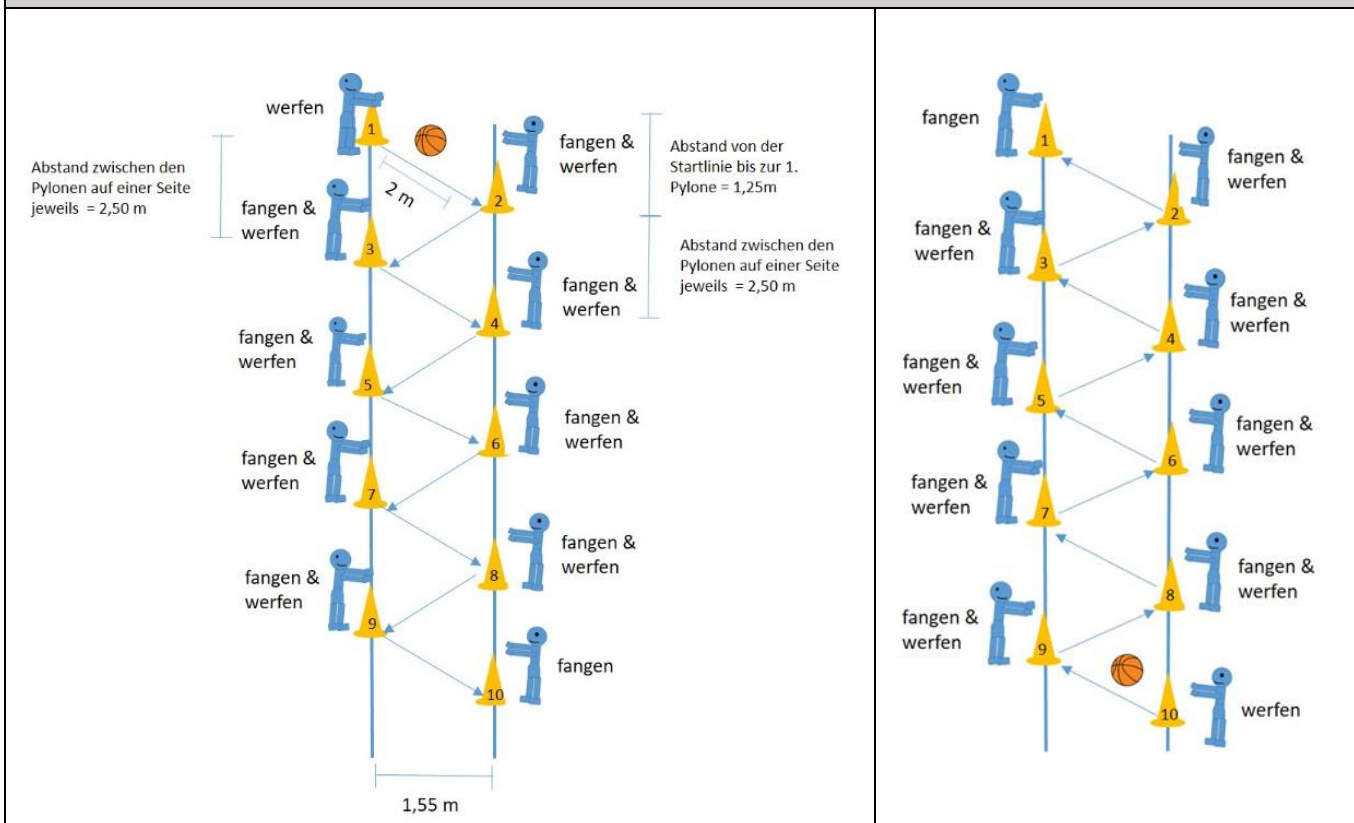 werfen
1
Abstand zwischen den
Pylonen auf einer Seite
jeweils = 2,50 m
2 m
fangen &
werfen
2
Abstand von der
Startlinie bis zur 1.
Pylone = 1,25m
fangen &
werfen
3
Abstand zwischen den
Pylonen auf einer Seite
jeweils = 2,50 m
fangen &
werfen
4
fangen &
werfen
5
fangen &
werfen
6
fangen &
werfen
7
fangen &
werfen
8
fangen &
werfen
9
fangen
10
1,55 m
fangen
1
fangen &
werfen
2
fangen &
werfen
3
fangen &
werfen
4
fangen &
werfen
5
fangen &
werfen
6
fangen &
werfen
7
fangen &
werfen
8
fangen &
werfen
9
werfen
10